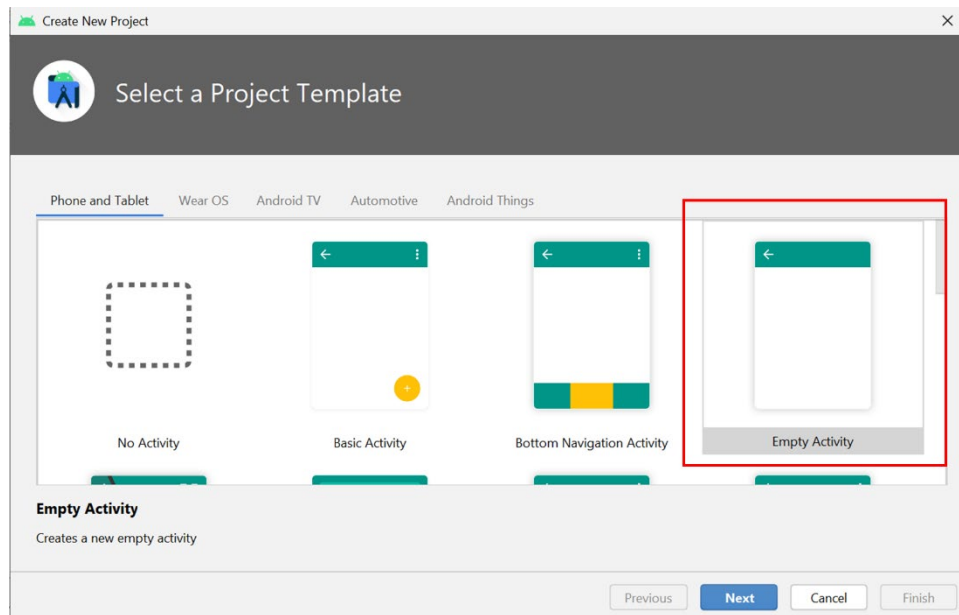 Create New Project
Select a Project Template
Phone and Tablet Wear OS Android TV Automotive Android Things
No Activity Basic Activity Bottom Navigation Activity Empty Activity
Empty Activity
Creates a new empty activity
Previous Next Cancel Finish